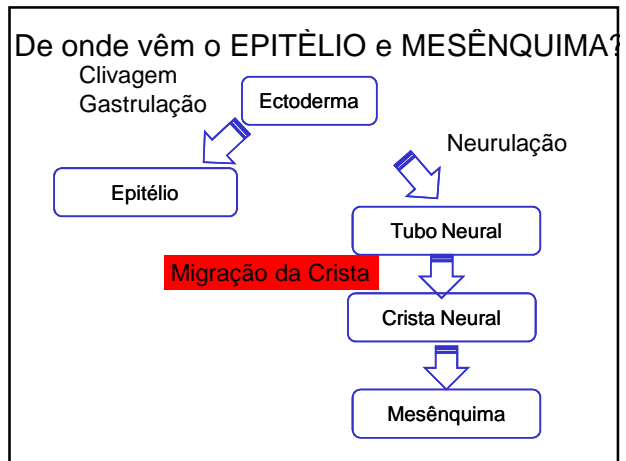 De onde vêm o EPITÈLIO e MESÊNQUIMA?
Clivagem
Gastrulação
Ectoderma
Neurulação
Epitélio
Tubo Neural
Migração da Crista
Crista Neural
Mesênquima